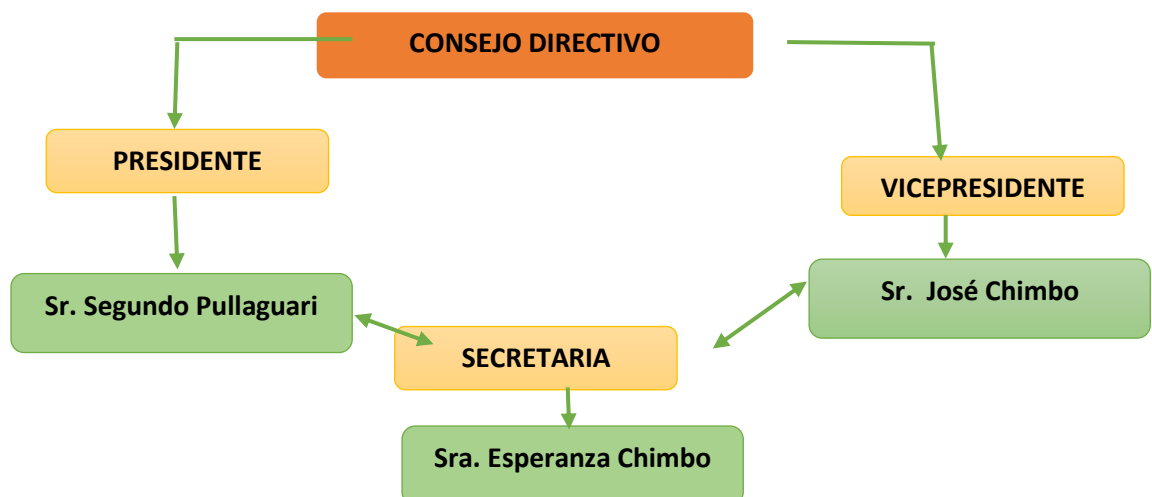 CONSEJO DIRECTIVO
PRESIDENTE
VICEPRESIDENTE
Sr. Segundo Pullaguari
Sr. José Chimbo
SECRETARIA
Sra. Esperanza Chimbo